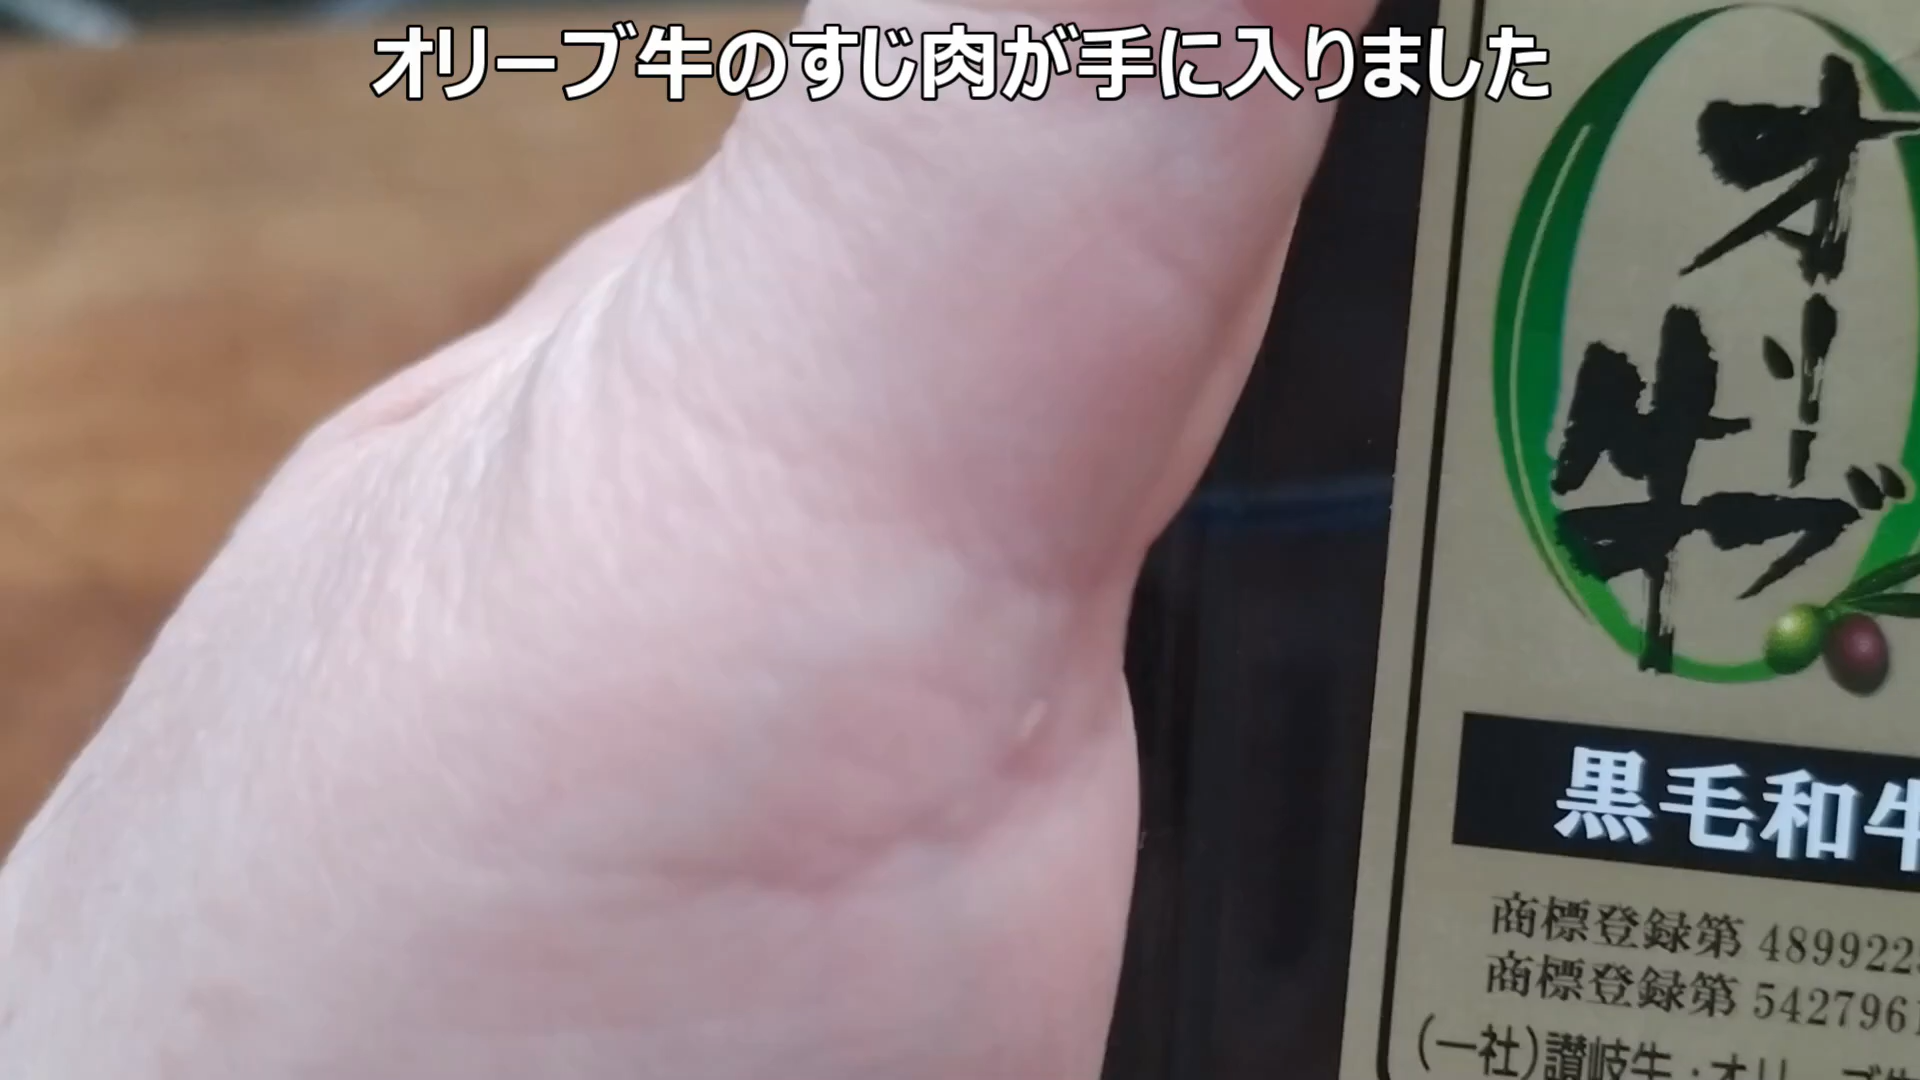 オリーブ牛のすじ肉が手に入りました
オリーブ
牛
黒毛和牛
商標登録第 489922
商標登録第 5427961
(一社)讃岐牛・オリーブ牛